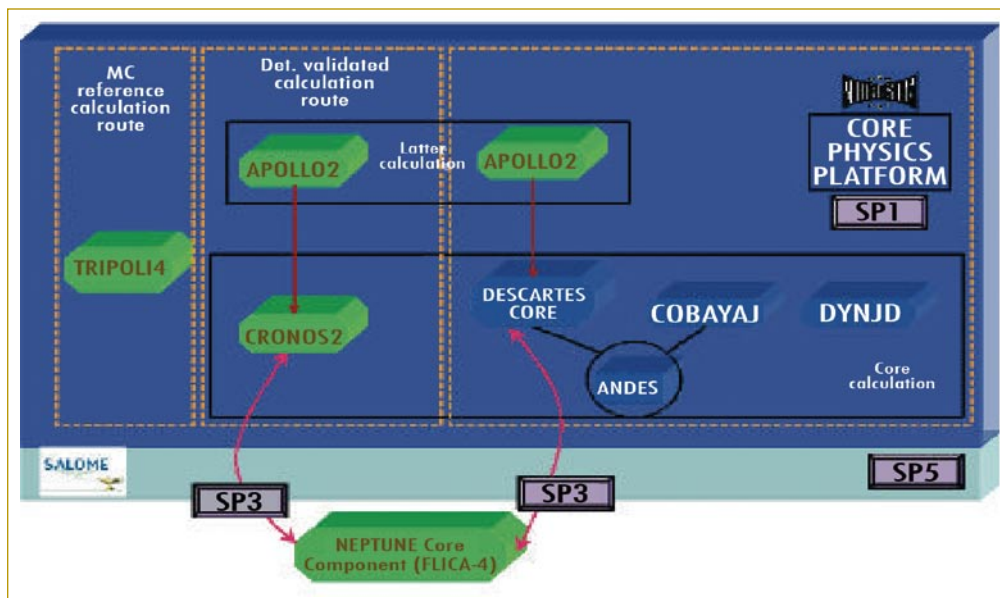 MC
reference
calculation
route
Det. validated
calculation
route
APOLLO2
Latter
calculation
APOLLO2
CORE
PHYSICS
PLATFORM
SP1
TRIPOLI4
CRONOS2
DESCARTES
CORE
COBAYAJ
DYNJD
ANDES
Core
calculation
SALOME
SP5
SP3
SP3
NEPTUNE Core
Component (FLICA-4)